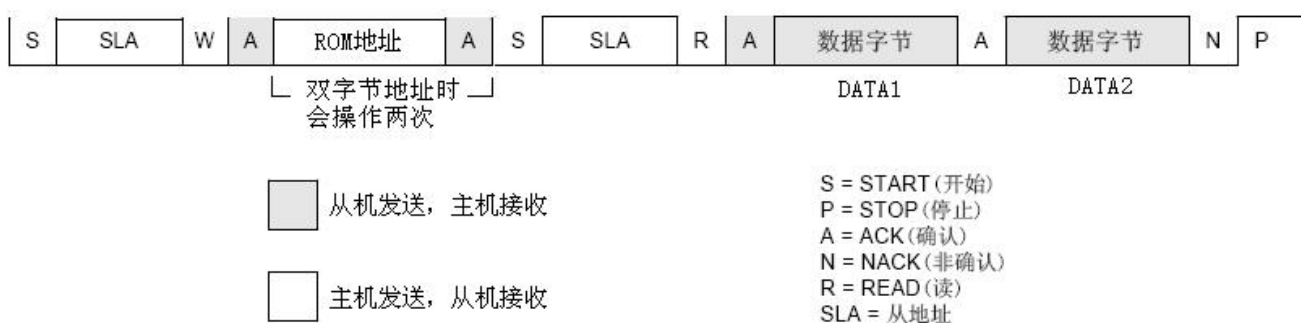 S SLA W A ROM地址 A S SLA R A 数据字节 A 数据字节 N P
双字节地址时
会操作两次
DATA1 DATA2
从机发送，主机接收
主机发送，从机接收
S = START(开始)
P = STOP(停止)
A = ACK(确认)
N = NACK(非确认)
R = READ(读)
SLA = 从地址